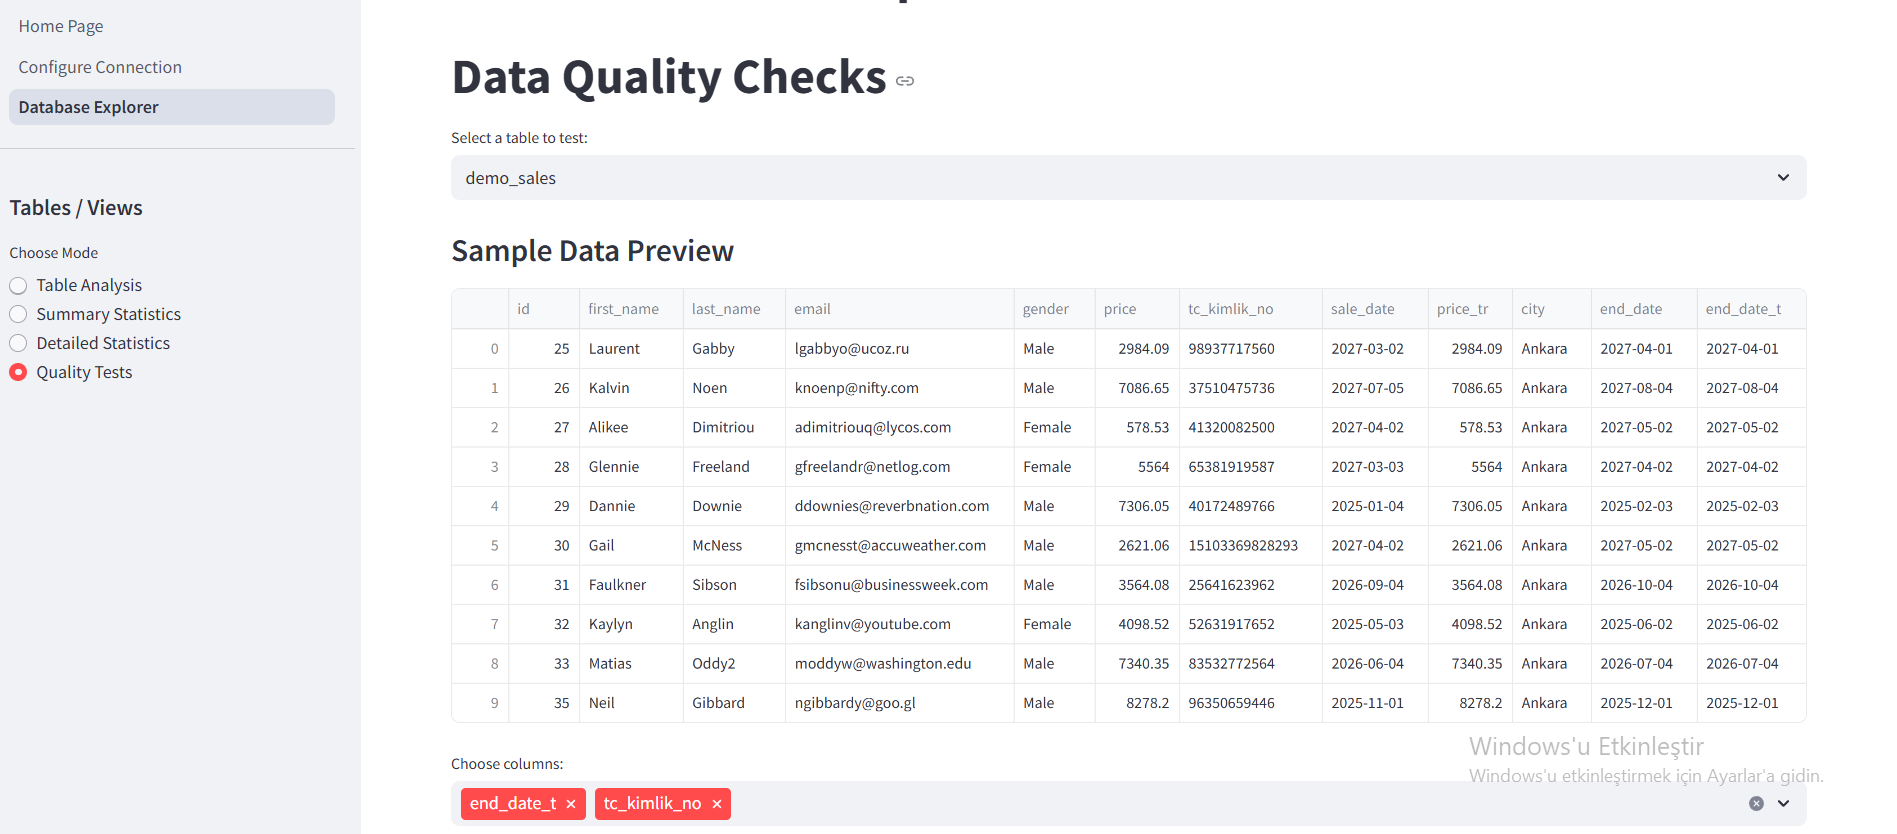 Home Page
Configure Connection
Database Explorer
Tables / Views
Choose Mode
Table Analysis
Summary Statistics
Detailed Statistics
Quality Tests
Data Quality Checks
Select a table to test:
demo_sales
Sample Data Preview
id first_name last_name email gender price tc_kimlik_no sale_date price_tr city end_date end_date_t
0 25 Laurent Gabby lgabbyo@ucoz.ru Male 2984.09 98937717560 2027-03-02 2984.09 Ankara 2027-04-01 2027-04-01
1 26 Kalvin Noen knoenp@nifty.com Male 7086.65 37510475736 2027-07-05 7086.65 Ankara 2027-08-04 2027-08-04
2 27 Alikee Dimitriou adimitriouq@lycos.com Female 578.53 41320082500 2027-04-02 578.53 Ankara 2027-05-02 2027-05-02
3 28 Glennie Freeland gfreelandr@netlog.com Female 5564 65381919587 2027-03-03 5564 Ankara 2027-04-02 2027-04-02
4 29 Dannie Downie ddownies@reverbnation.com Male 7306.05 40172489766 2025-01-04 7306.05 Ankara 2025-02-03 2025-02-03
5 30 Gail McNess gmcnesst@accuweather.com Male 2621.06 15103369828293 2027-04-02 2621.06 Ankara 2027-05-02 2027-05-02
6 31 Faulkner Sibson fsibsonu@businessweek.com Male 3564.08 25641623962 2026-09-04 3564.08 Ankara 2026-10-04 2026-10-04
7 32 Kaylyn Anglin kanglinv@youtube.com Female 4098.52 52631917652 2025-05-03 4098.52 Ankara 2025-06-02 2025-06-02
8 33 Matias Oddy2 moddyw@washington.edu Male 7340.35 83532772564 2026-06-04 7340.35 Ankara 2026-07-04 2026-07-04
9 35 Neil Gibbard ngibbardy@goo.gl Male 8278.2 96350659446 2025-11-01 8278.2 Ankara 2025-12-01 2025-12-01
Windows'u Etkinleştir
Windows'u etkinleştirmek için Ayarlar'a gidin.
Choose columns:
end_date_t tc_kimlik_no